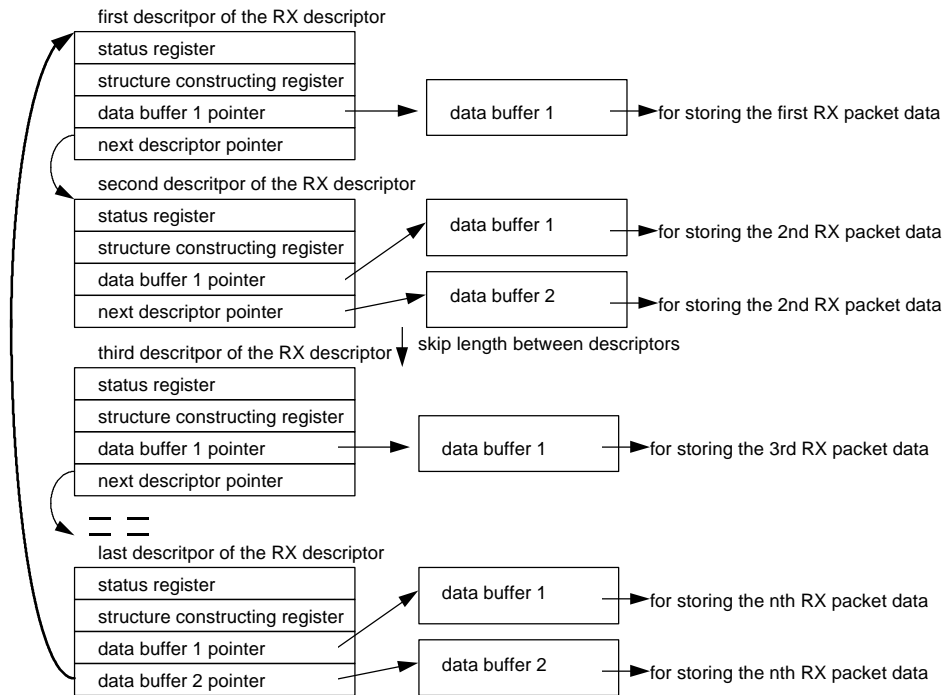 first descritpor of the RX descriptor
status register
structure constructing register
data buffer 1 pointer
next descriptor pointer
data buffer 1
for storing the first RX packet data
second descritpor of the RX descriptor
status register
structure constructing register
data buffer 1 pointer
next descriptor pointer
data buffer 1
for storing the 2nd RX packet data
data buffer 2
for storing the 2nd RX packet data
skip length between descriptors
third descritpor of the RX descriptor
status register
structure constructing register
data buffer 1 pointer
next descriptor pointer
data buffer 1
for storing the 3rd RX packet data
last descritpor of the RX descriptor
status register
structure constructing register
data buffer 1 pointer
data buffer 2 pointer
data buffer 1
for storing the nth RX packet data
data buffer 2
for storing the nth RX packet data